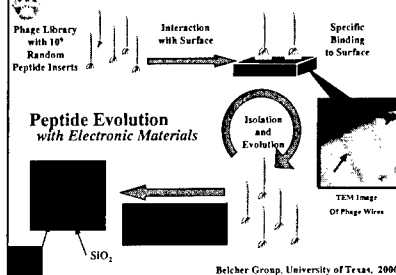 Phage Library
with 10⁹
Random
Peptide Inserts
Interaction
with Surface
Specific
Binding
to Surface
Peptide Evolution
with Electronic Materials
Isolation
and
Evolution
TEM Image
Of Phage Wires
SiO₂
Belcher Group, University of Texas, 2000